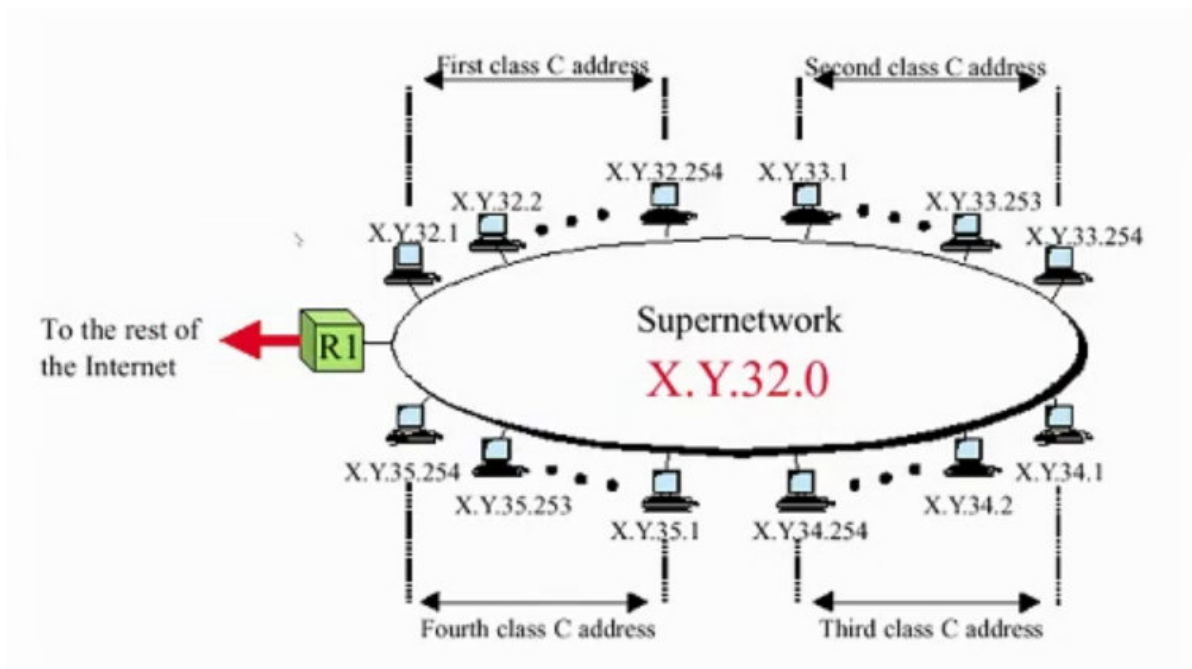 First class C address
Second class C address
X.Y.32.254
X.Y.33.1
X.Y.32.2
X.Y.33.253
X.Y.32.1
X.Y.33.254
To the rest of
the Internet
R1
Supernetwork
X.Y.32.0
X.Y.35.254
X.Y.34.1
X.Y.35.253
X.Y.34.2
X.Y.35.1
X.Y.34.254
Fourth class C address
Third class C address